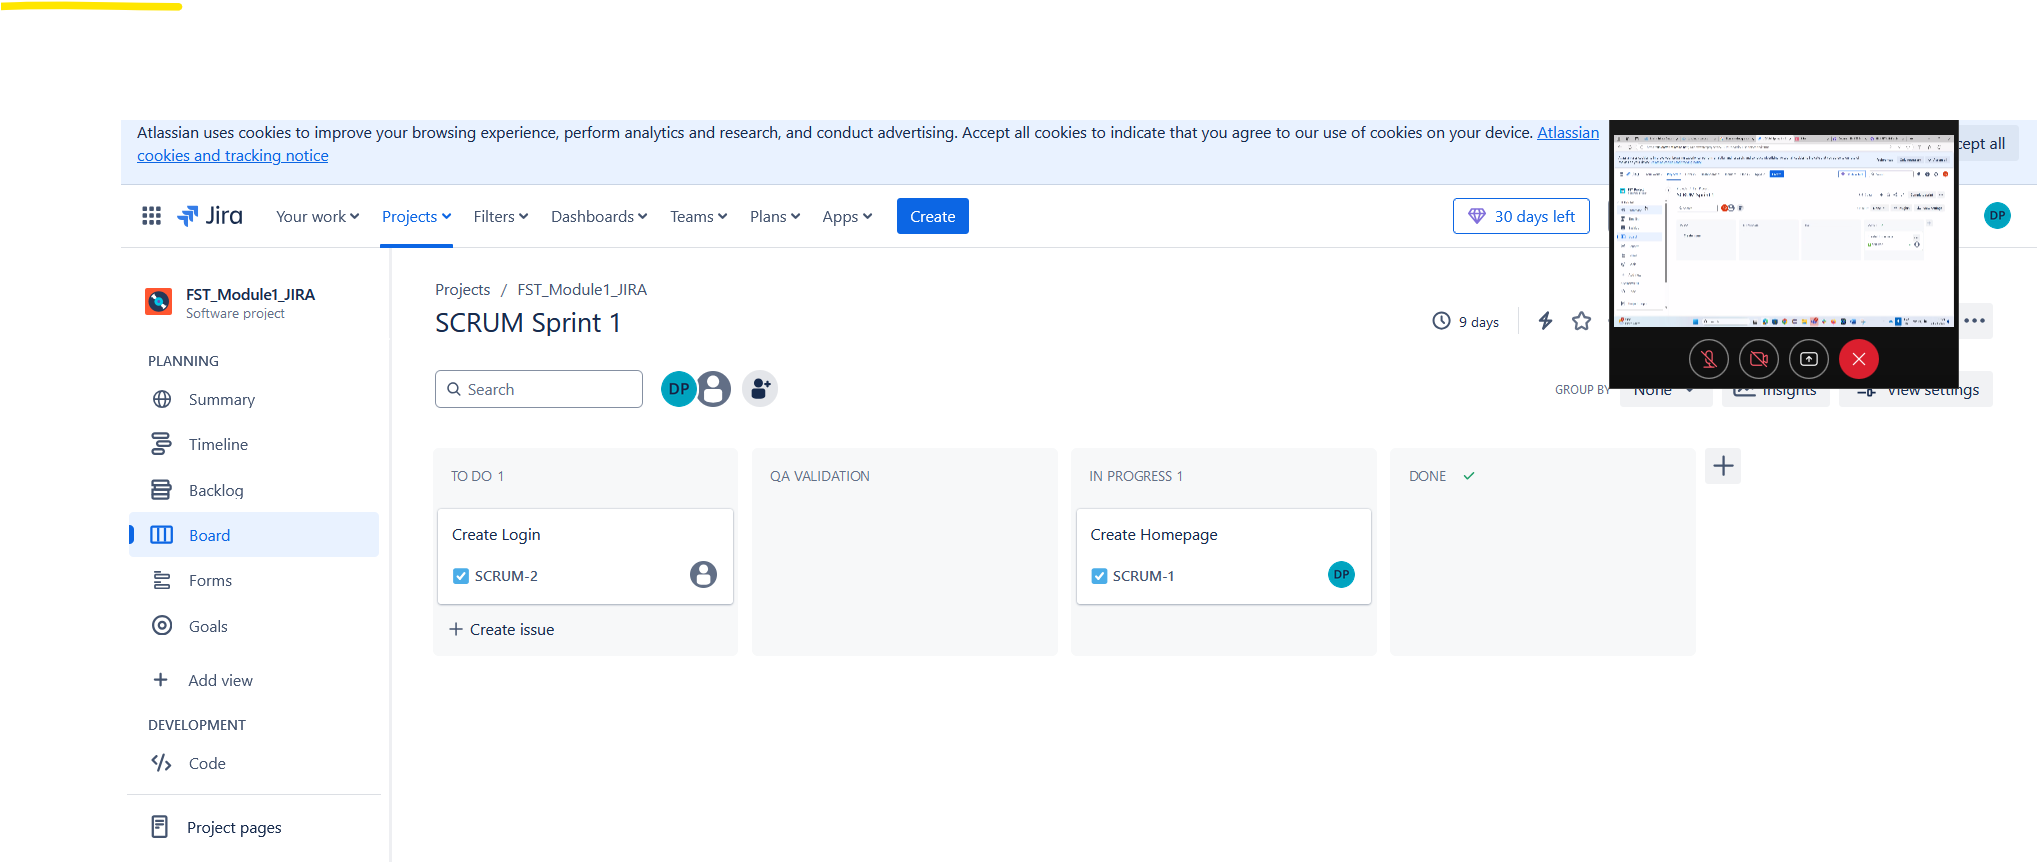 Atlassian uses cookies to improve your browsing experience, perform analytics and research, and conduct advertising. Accept all cookies to indicate that you agree to our use of cookies on your device. Atlassian
cookies and tracking notice
all
Jira Your work Projects Filters Dashboards Teams Plans Apps Create 30 days left DP
FST_Module1_JIRA
Software project
Projects / FST_Module1_JIRA
SCRUM Sprint 1
9 days
PLANNING
Summary
Timeline
Backlog
Board
Forms
Goals
Add view
DEVELOPMENT
Code
Project pages
Search DP
GROUP BY None Insights View settings
TO DO 1
Create Login
SCRUM-2
Create issue
QA VALIDATION
IN PROGRESS 1
Create Homepage
SCRUM-1 DP
DONE